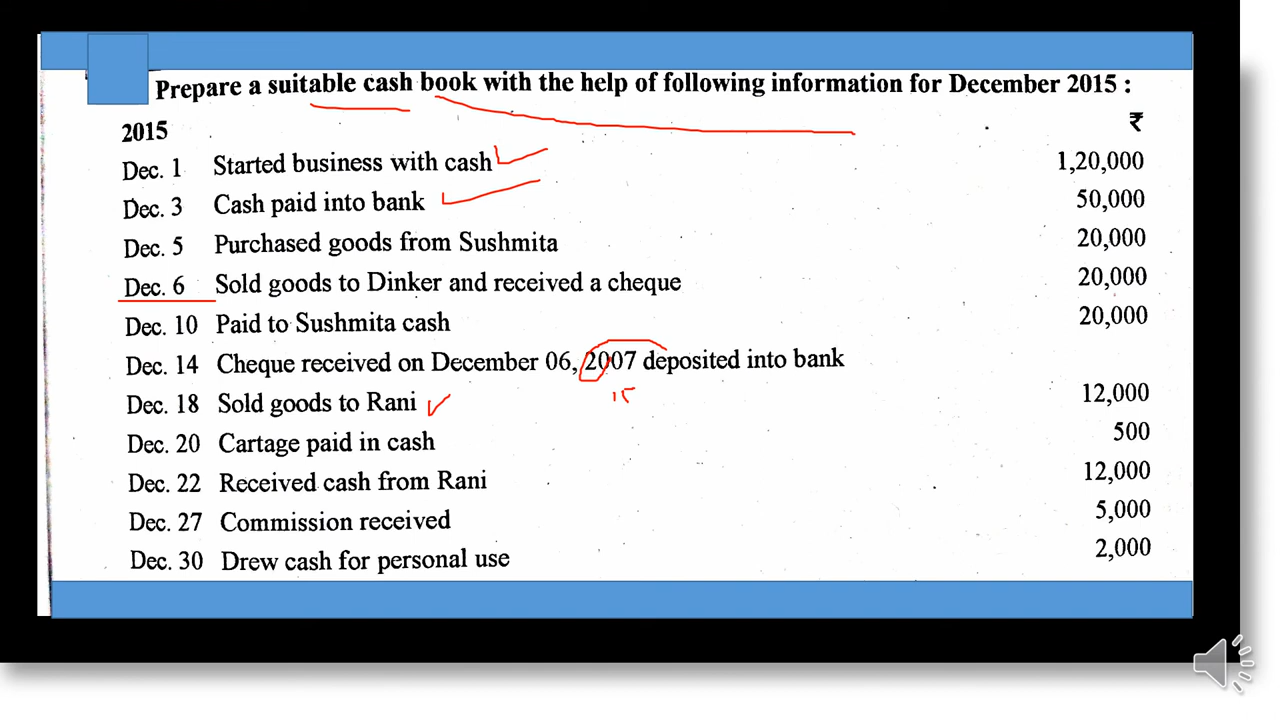 Prepare a suitable cash book with the help of following information for December 2015 :
2015 ₹
Dec. 1 Started business with cash 1,20,000
Dec. 3 Cash paid into bank 50,000
Dec. 5 Purchased goods from Sushmita 20,000
Dec. 6 Sold goods to Dinker and received a cheque 20,000
Dec. 10 Paid to Sushmita cash 20,000
Dec. 14 Cheque received on December 06, 2007 deposited into bank
15
Dec. 18 Sold goods to Rani 12,000
Dec. 20 Cartage paid in cash 500
Dec. 22 Received cash from Rani 12,000
Dec. 27 Commission received 5,000
Dec. 30 Drew cash for personal use 2,000